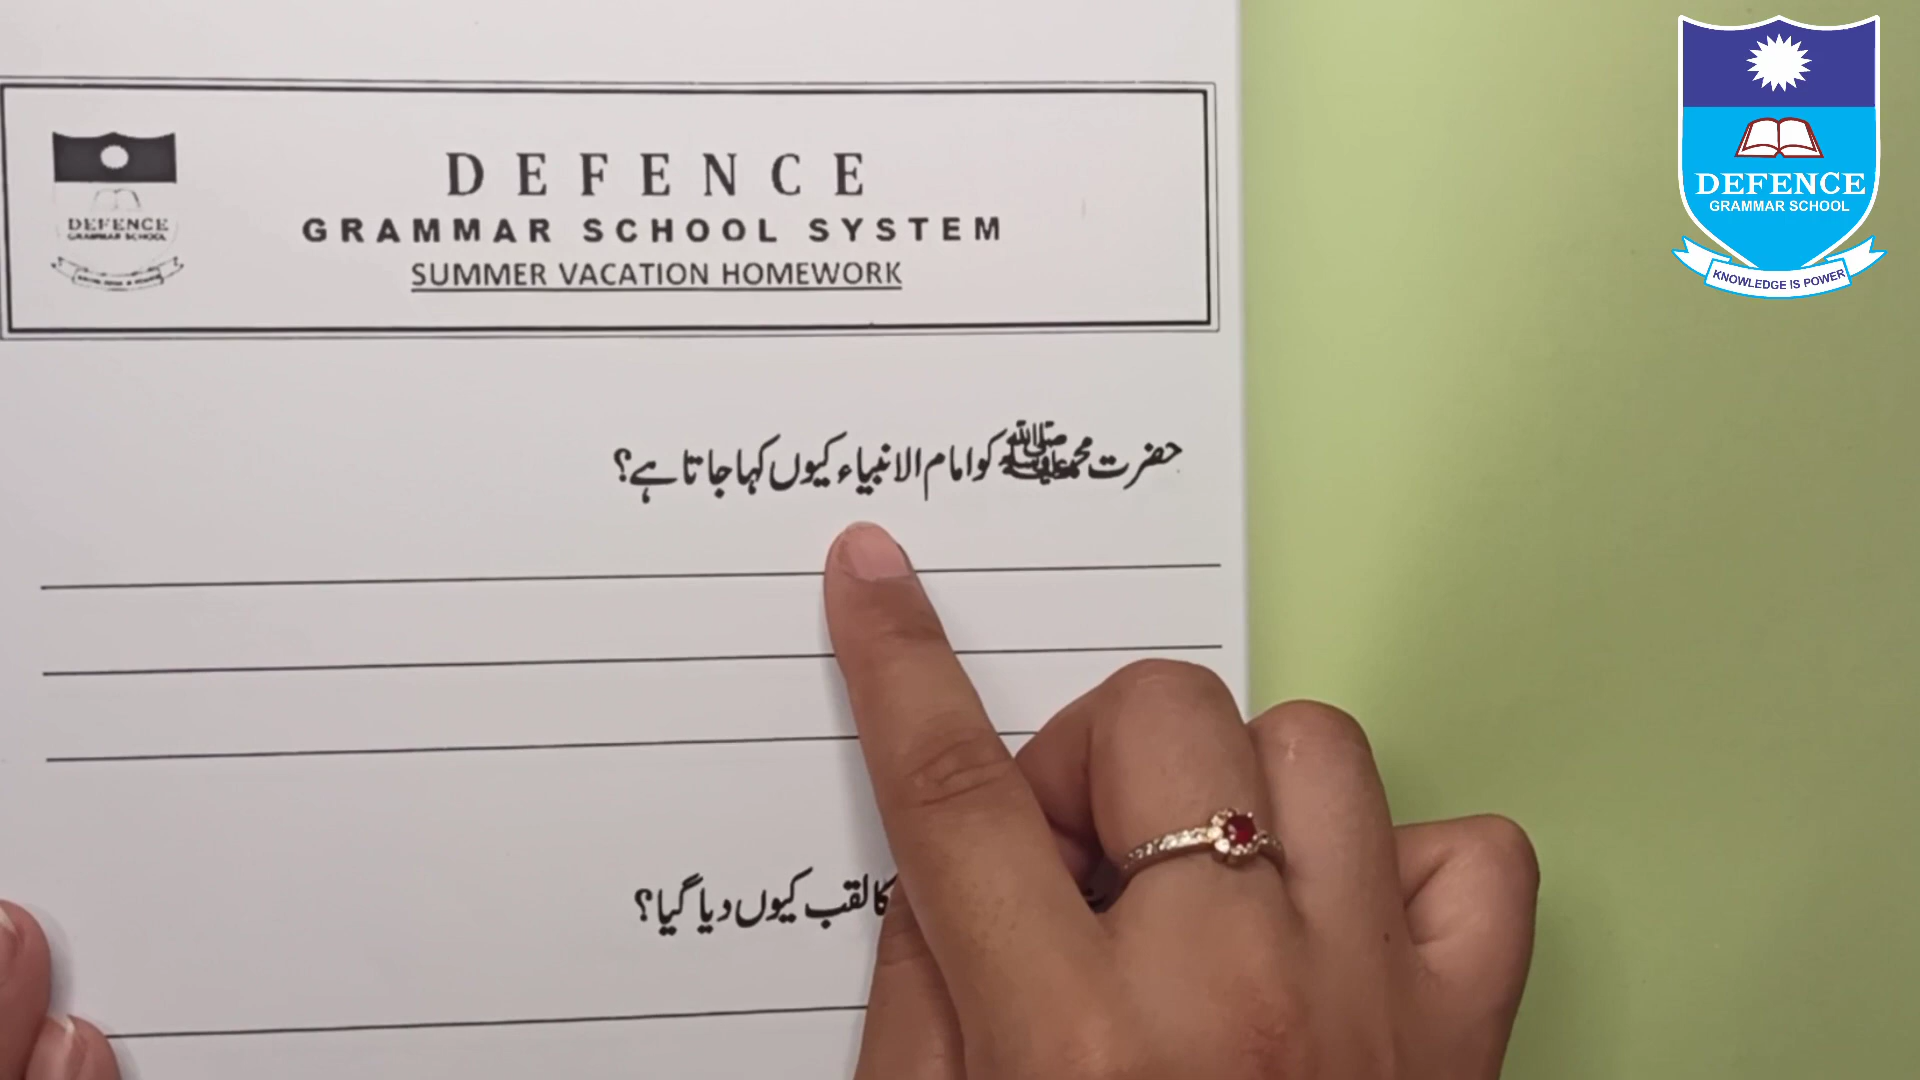 DEFENCE
GRAMMAR SCHOOL SYSTEM
SUMMER VACATION HOMEWORK
DEFENCE
GRAMMAR SCHOOL
حضرت محمد ﷺ کو امام الانبیاء کیوں کہا جاتا ہے؟
کا لقب کیوں دیا گیا؟
DEFENCE
GRAMMAR SCHOOL
KNOWLEDGE IS POWER